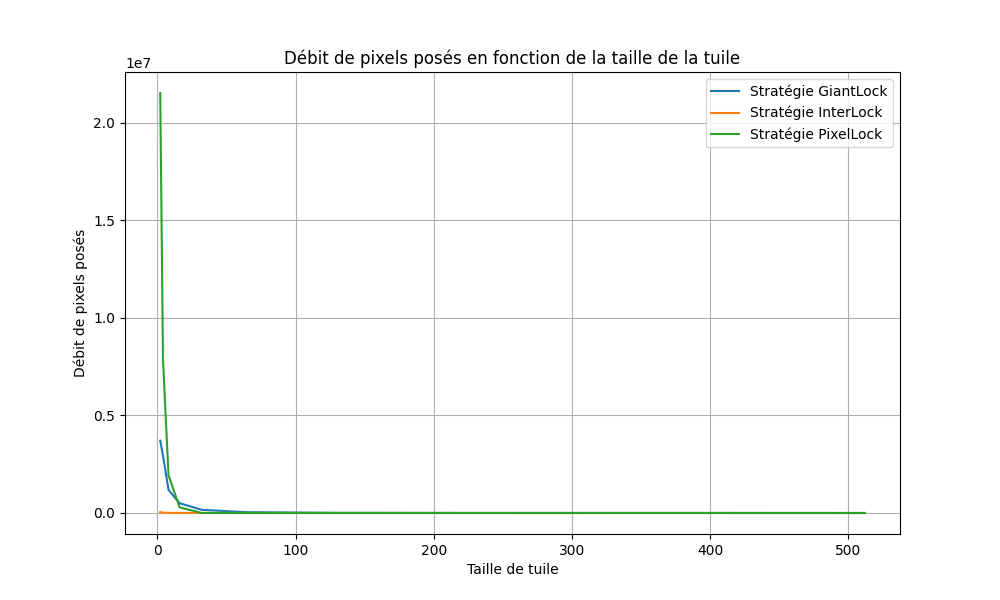 Débit de pixels posés en fonction de la taille de la tuile
1e7
Stratégie GiantLock
Stratégie InterLock
Stratégie PixelLock
2.0
1.5
1.0
0.5
0.0
Débit de pixels posés
0 100 200 300 400 500
Taille de tuile